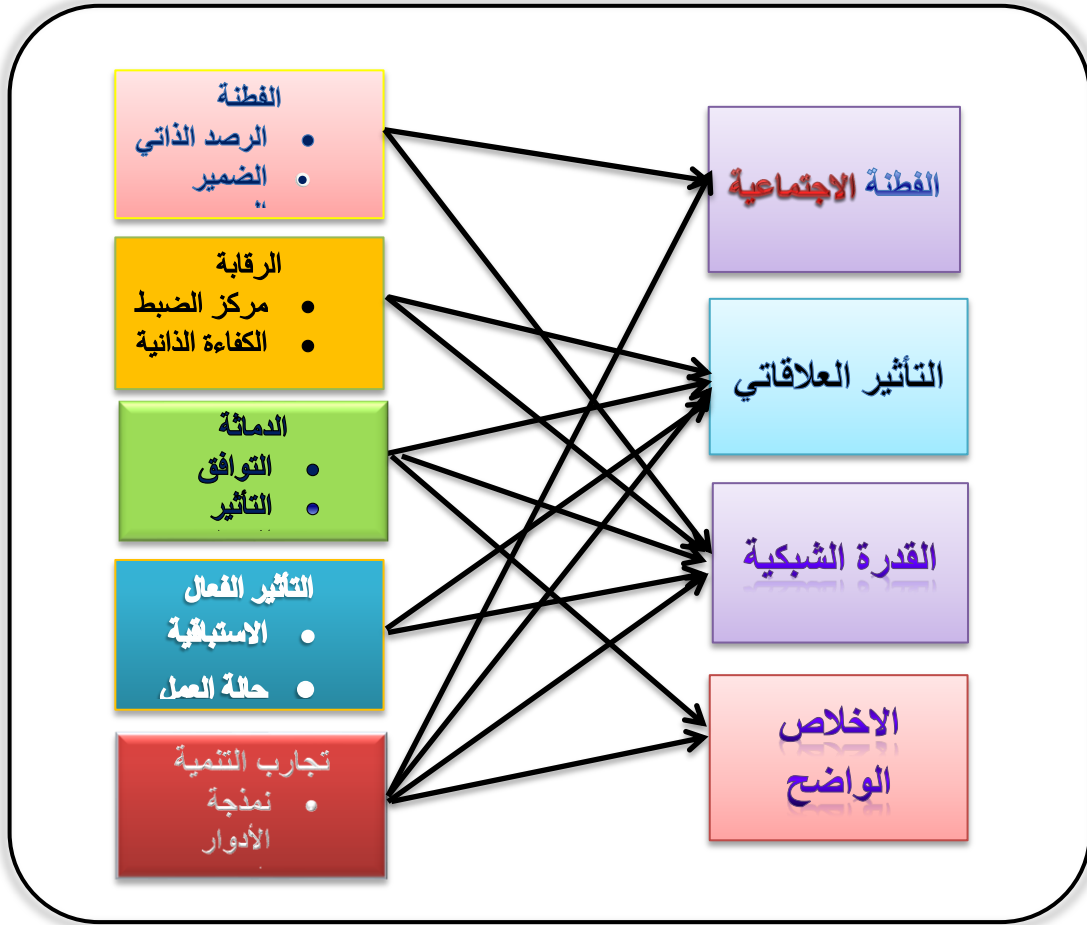 الفطنة
• الرصد الذاتي
• الضمير
الرقابة
• مركز الضبط
• الكفاءة الذانية
الدماثة
• التوافق
• التأثير
التأثير الفعال
• الاستباقية
• حالة العمل
تجارب التنمية
• نمذجة
الأدوار
الفطنة الاجتماعية
التأثير العلاقاتي
القدرة الشبكية
الاخلاص
الواضح